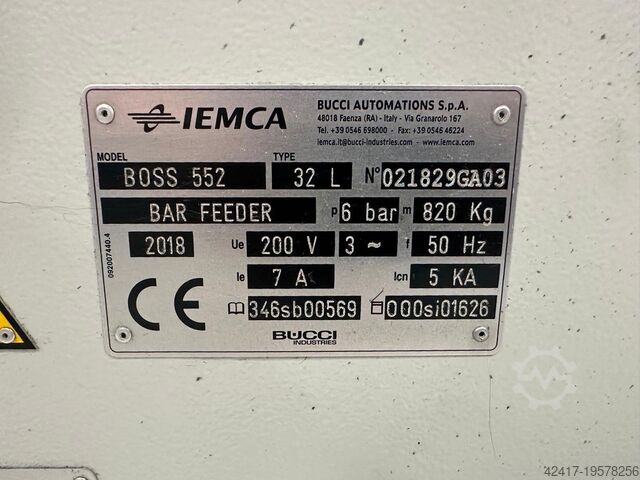 IEMCA
BUCCI AUTOMATIONS S.p.A.
48018 Faenza (RA) - Italy - Via Granarolo 167
Tel. +39 0546 698000 - Fax: +39 0546 46224
iemca.it@bucci-industries.com - www.iemca.com
MODEL TYPE
BOSS 552 32 L N° 021829GA03
BAR FEEDER p 6 bar m 820 Kg
2018 Ue 200 V 3 ~ f 50 Hz
Ie 7 A Icn 5 KA
CE 346sb00569 000si01626
BUCCI
INDUSTRIES
092007440.4
42417-19578256